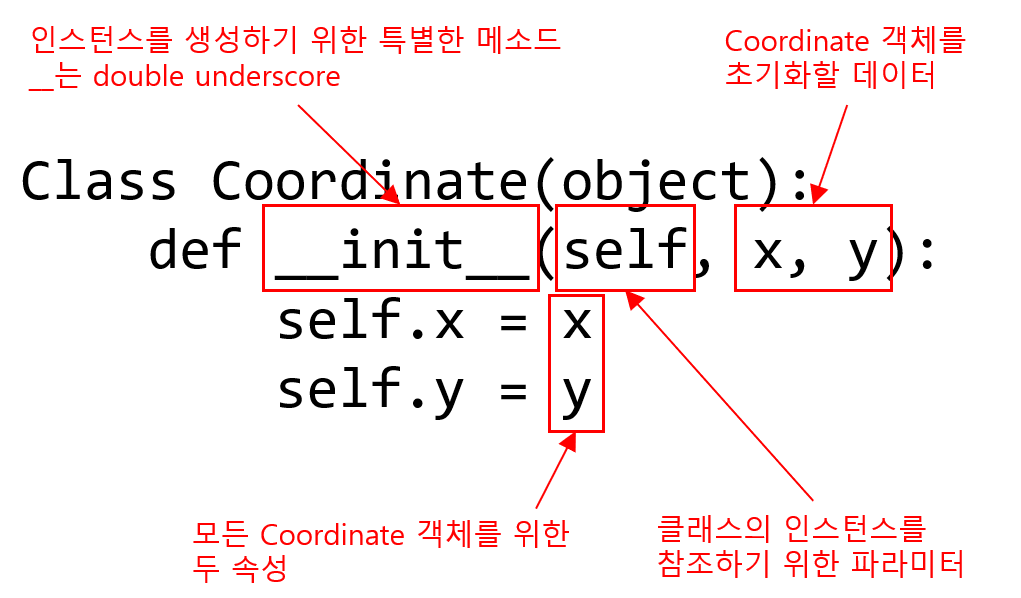 인스턴스를 생성하기 위한 특별한 메소드
__는 double underscore
Coordinate 객체를
초기화할 데이터
Class Coordinate(object):
def __init__(self, x, y):
self.x = x
self.y = y
모든 Coordinate 객체를 위한
두 속성
클래스의 인스턴스를
참조하기 위한 파라미터